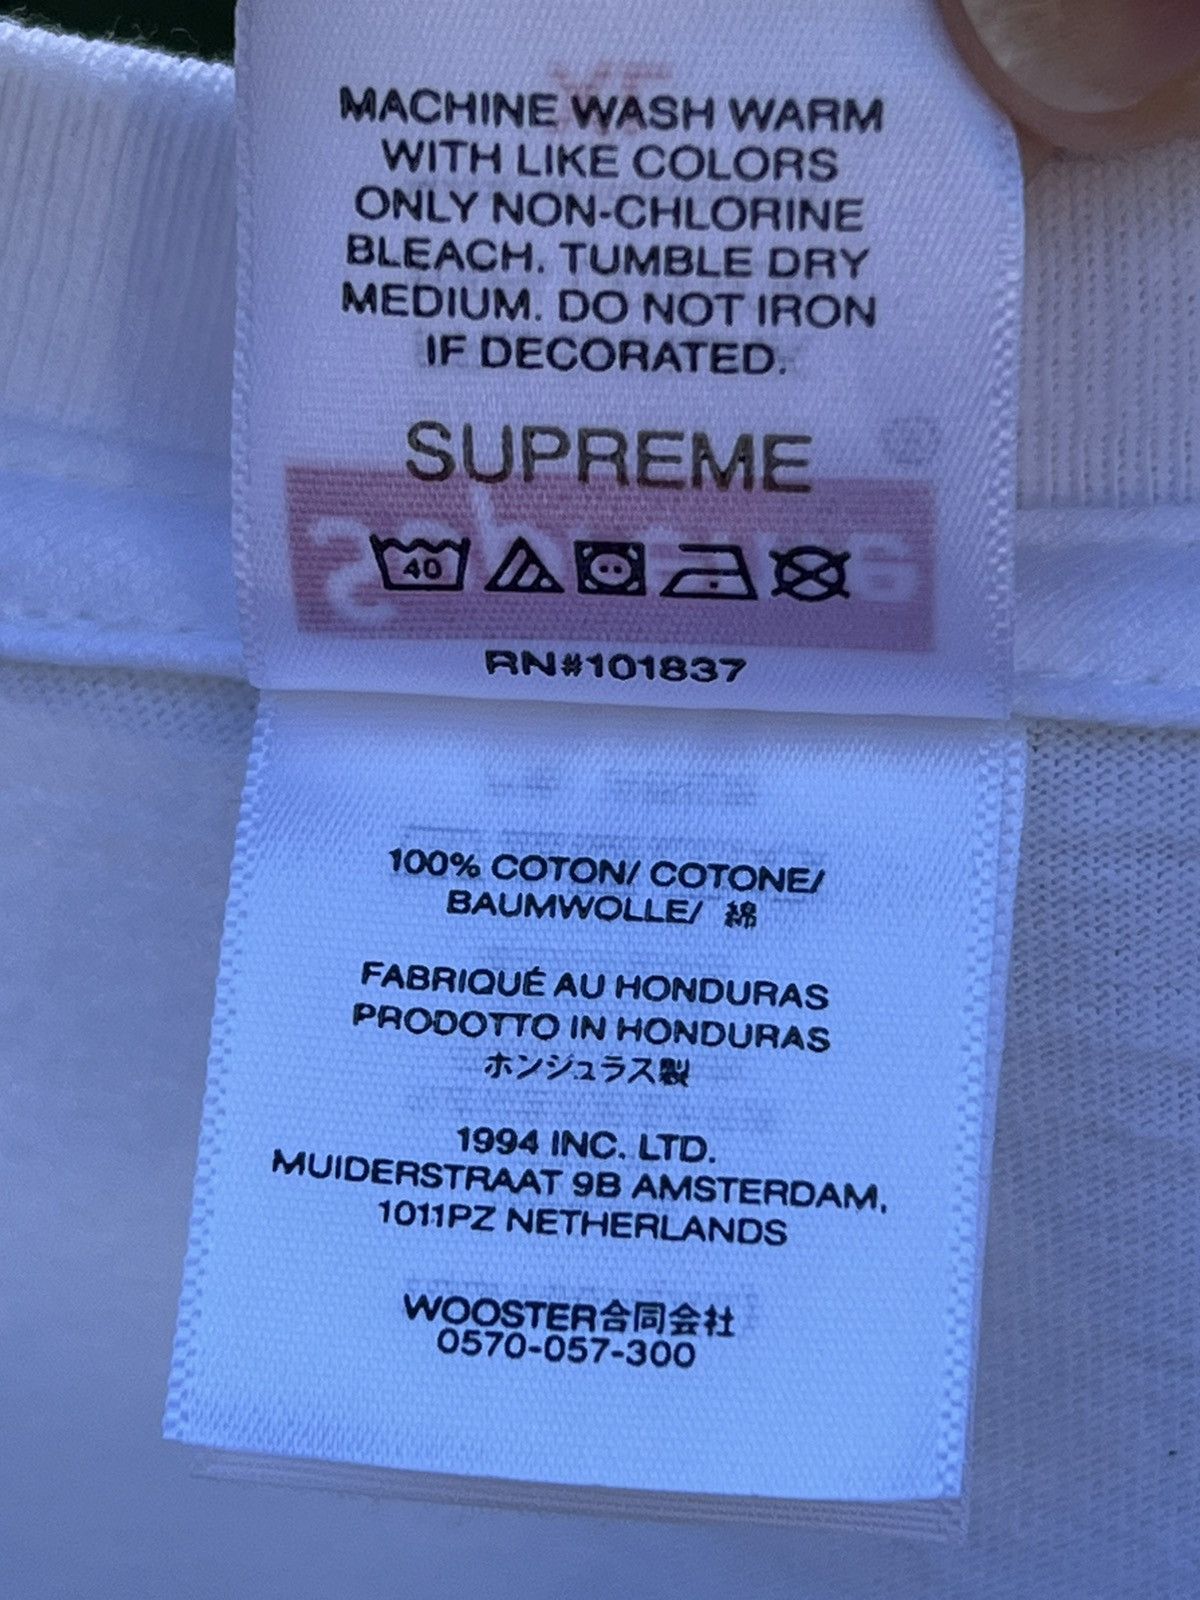 MACHINE WASH WARM
WITH LIKE COLORS
ONLY NON-CHLORINE
BLEACH. TUMBLE DRY
MEDIUM. DO NOT IRON
IF DECORATED.
SUPREME
40
RN#101837
100% COTON/ COTONE/
BAUMWOLLE/ 綿
FABRIQUÉ AU HONDURAS
PRODOTTO IN HONDURAS
ホンジュラス製
1994 INC. LTD.
MUIDERSTRAAT 9B AMSTERDAM,
1011PZ NETHERLANDS
WOOSTER合同会社
0570-057-300